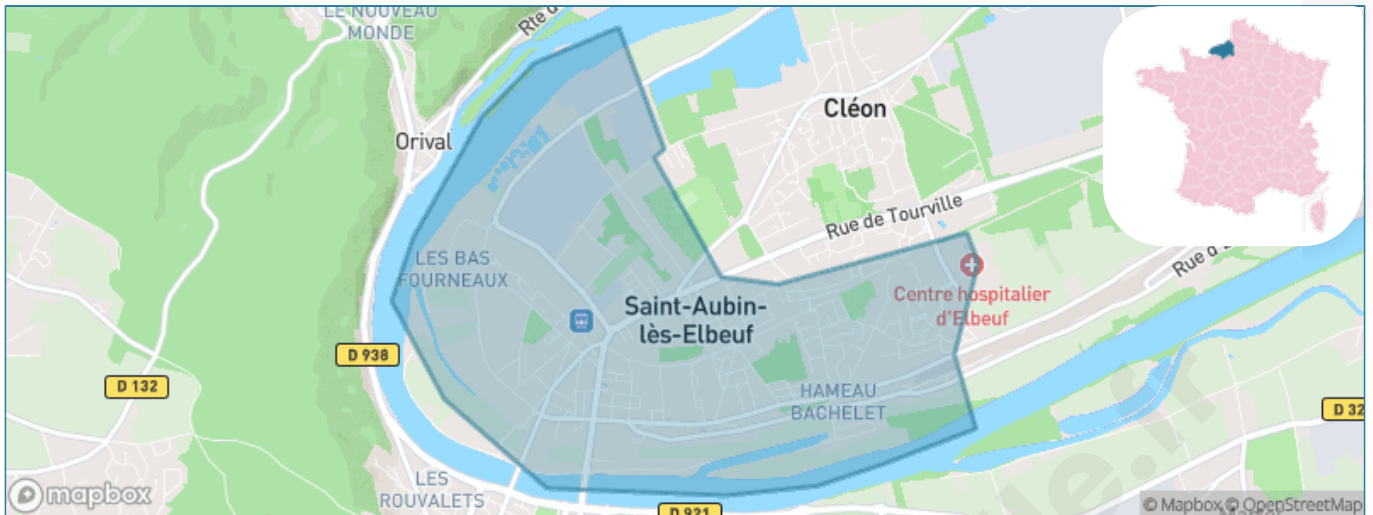 LE NOUVEAU
MONDE
Rte d
Cléon
Orival
Rue de Tourville
LES BAS
FOURNEAUX
Rue d'
Centre hospitalier
d'Elbeuf
Saint-Aubin-
lès-Elbeuf
D 938
D 132
HAMEAU
BACHELET
D 32
LES
ROUVALETS
D 921
mapbox
© Mapbox © OpenStreetMap